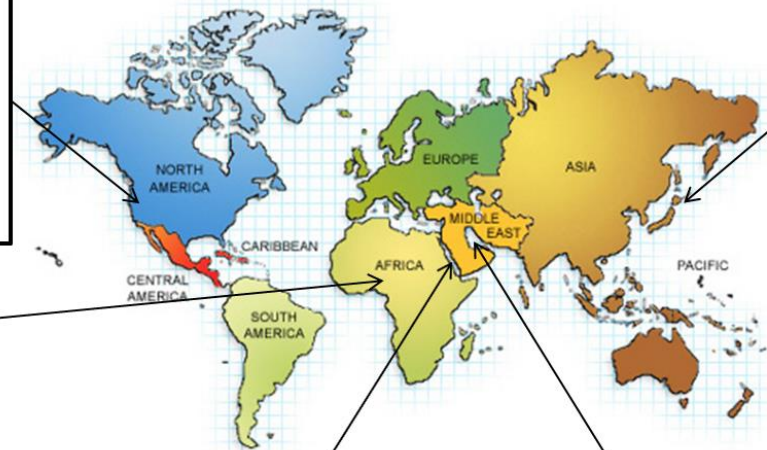 NORTH
AMERICA
EUROPE
ASIA
MIDDLE
EAST
CARIBBEAN
AFRICA
PACIFIC
CENTRAL
AMERICA
SOUTH
AMERICA